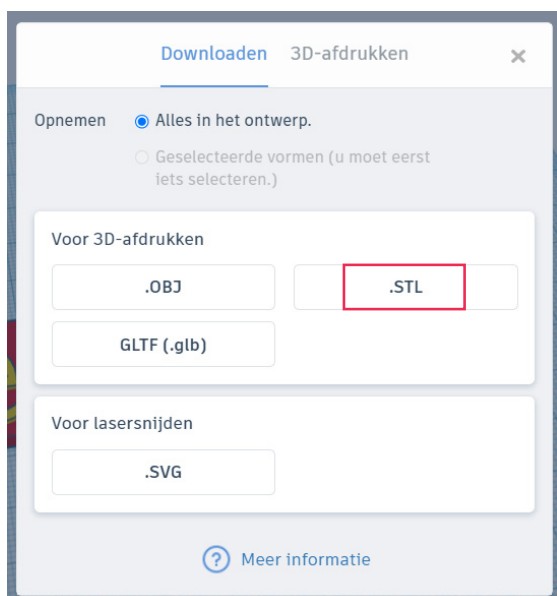 Downloaden 3D-afdrukken
Opnemen Alles in het ontwerp.
Geselecteerde vormen (u moet eerst
iets selecteren.)
Voor 3D-afdrukken
.OBJ .STL
GLTF (.glb)
Voor lasersnijden
.SVG
? Meer informatie